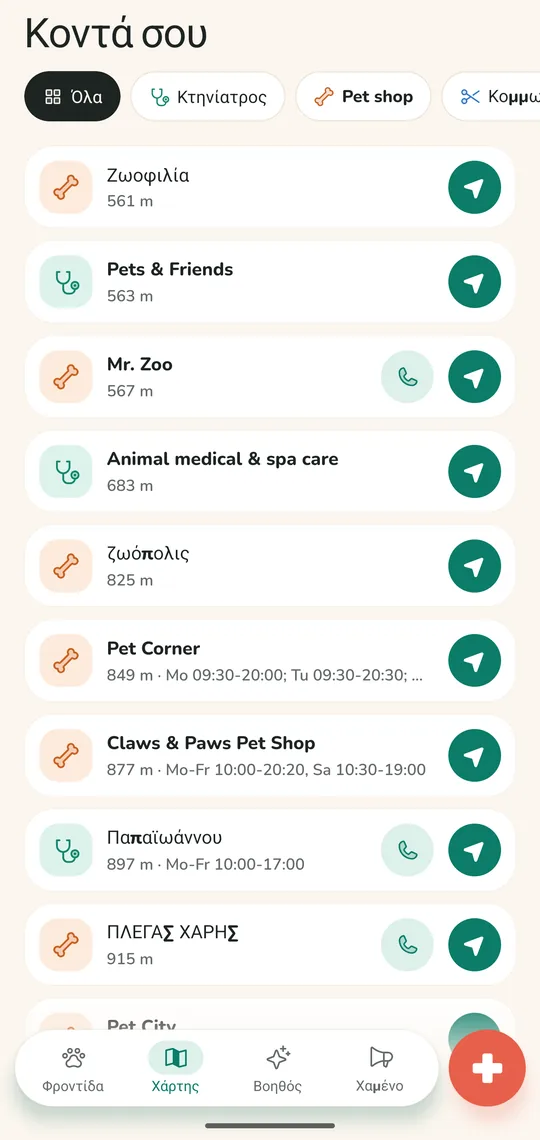 Κοντά σου
Όλα
Κτηνίατρος
Pet shop
Κομμω
Ζωοφιλία
561 m
Pets & Friends
563 m
Mr. Zoo
567 m
Animal medical & spa care
683 m
ζωόπολις
825 m
Pet Corner
849 m · Mo 09:30-20:00; Tu 09:30-20:30; ...
Claws & Paws Pet Shop
877 m · Mo-Fr 10:00-20:20, Sa 10:30-19:00
Παπαϊωάννου
897 m · Mo-Fr 10:00-17:00
ΠΛΕΓΑΣ ΧΑΡΗΣ
915 m
Pet City
Φροντίδα
Χάρτης
Βοηθός
Χαμένο